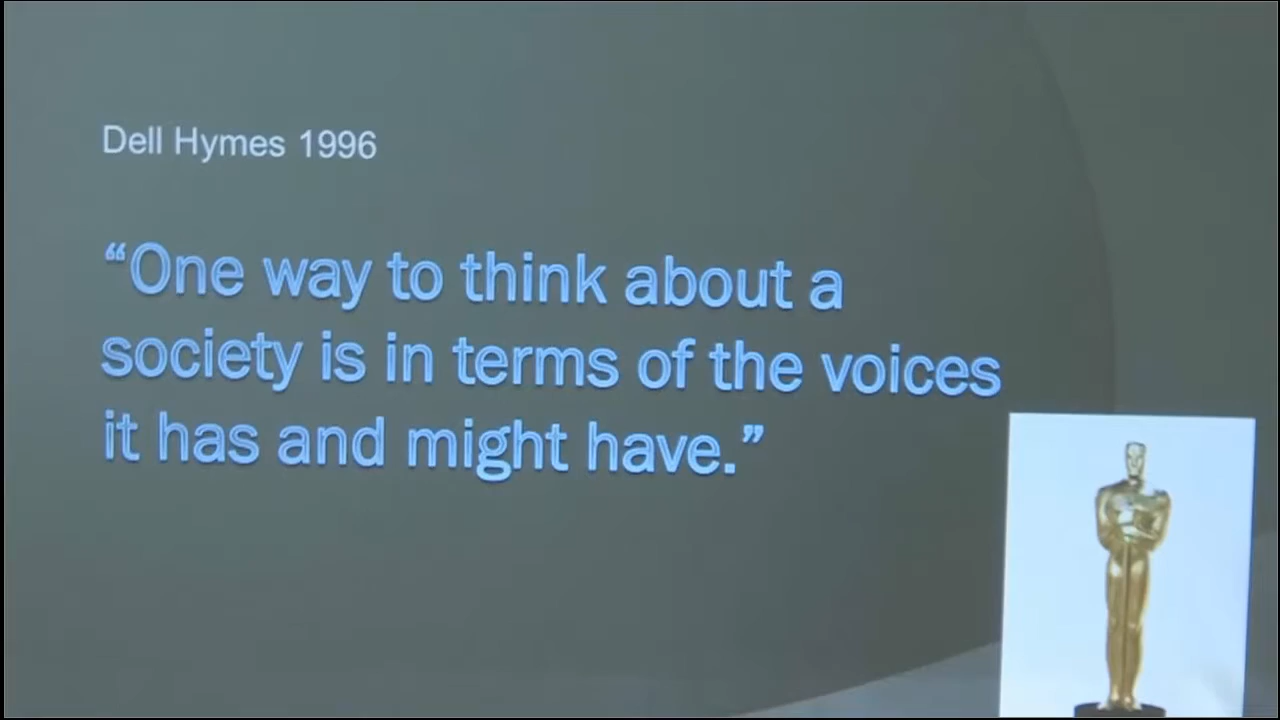 Dell Hymes 1996
“One way to think about a
society is in terms of the voices
it has and might have.”